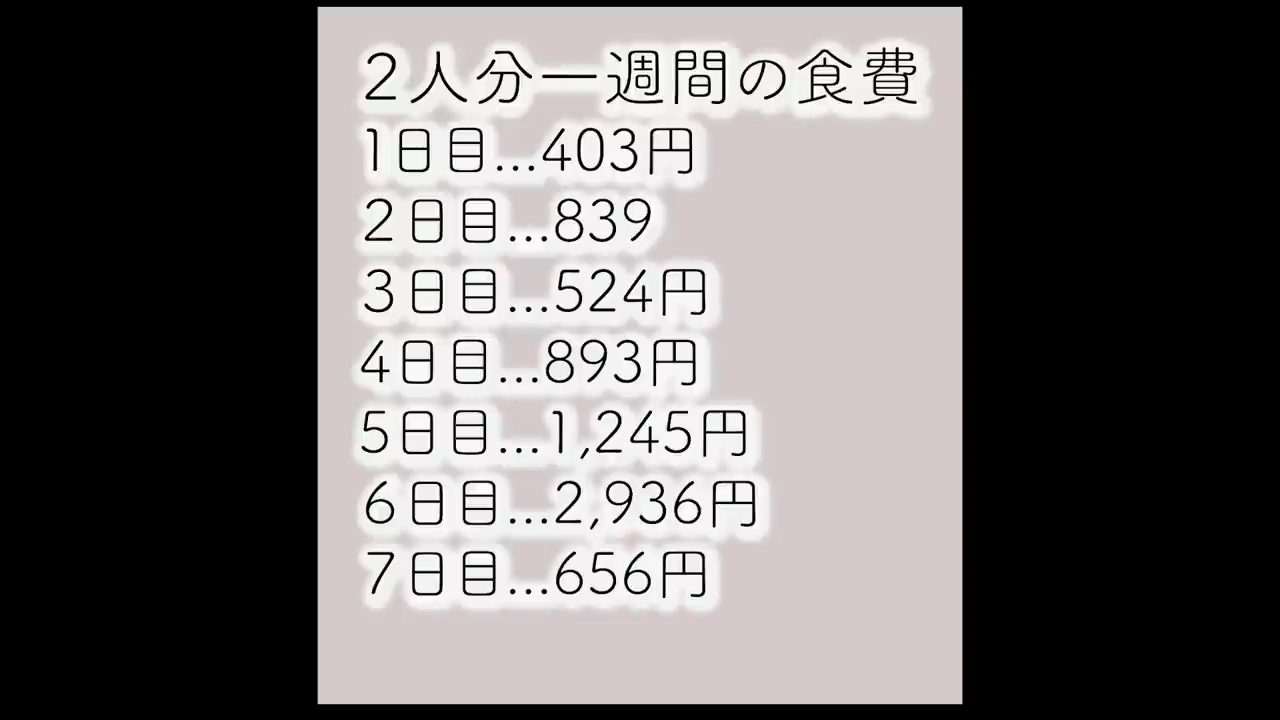 2人分一週間の食費
1日目…403円
2日目…839
3日目…524円
4日目…893円
5日目…1,245円
6日目…2,936円
7日目…656円